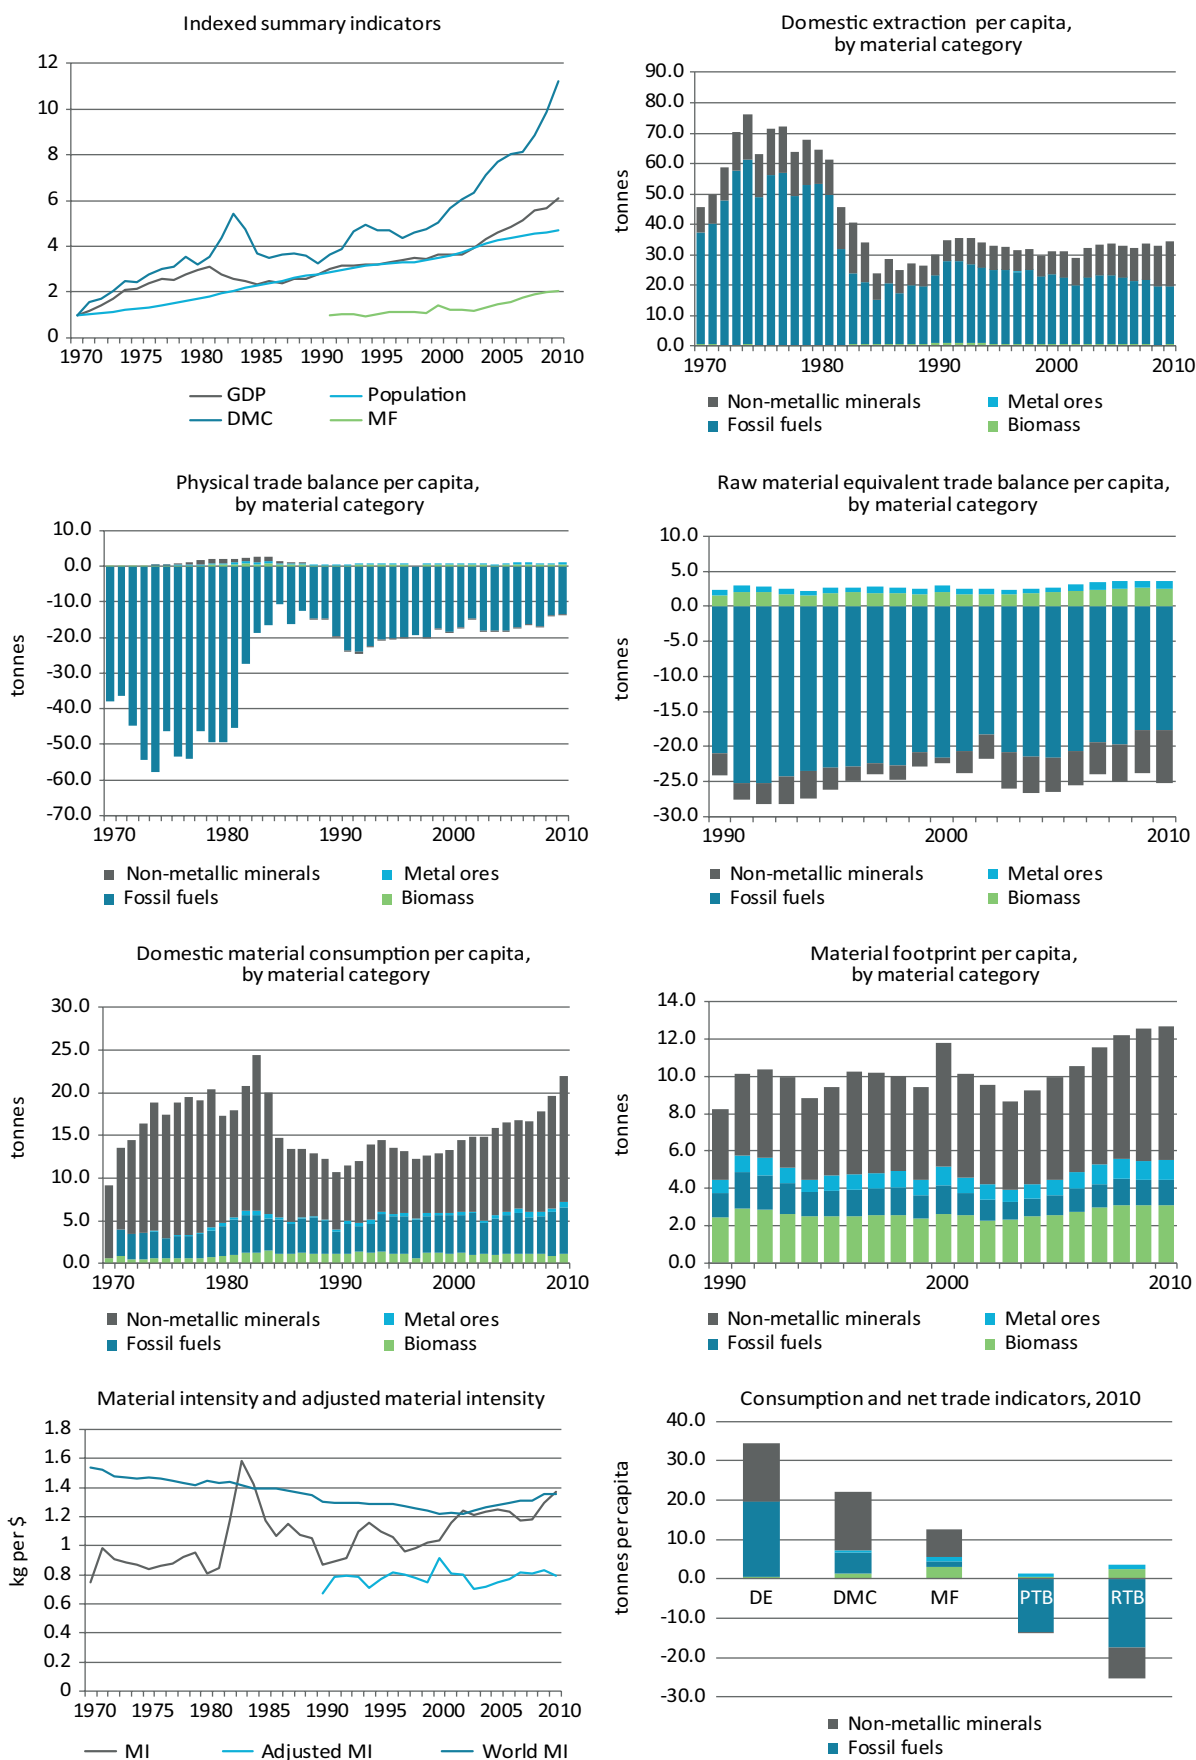 Indexed summary indicators
12
10
8
6
4
2
0
1970 1975 1980 1985 1990 1995 2000 2005 2010
GDP Population
DMC MF
Domestic extraction per capita,
by material category
tonnes
90.0
80.0
70.0
60.0
50.0
40.0
30.0
20.0
10.0
0.0
1970 1980 1990 2000 2010
Non-metallic minerals Metal ores
Fossil fuels Biomass
Physical trade balance per capita,
by material category
tonnes
10.0
0.0
-10.0
-20.0
-30.0
-40.0
-50.0
-60.0
-70.0
1970 1980 1990 2000 2010
Non-metallic minerals Metal ores
Fossil fuels Biomass
Raw material equivalent trade balance per capita,
by material category
tonnes
10.0
5.0
0.0
-5.0
-10.0
-15.0
-20.0
-25.0
-30.0
1990 2000 2010
Non-metallic minerals Metal ores
Fossil fuels Biomass
Domestic material consumption per capita,
by material category
tonnes
30.0
25.0
20.0
15.0
10.0
5.0
0.0
1970 1980 1990 2000 2010
Non-metallic minerals Metal ores
Fossil fuels Biomass
Material footprint per capita,
by material category
tonnes
14.0
12.0
10.0
8.0
6.0
4.0
2.0
0.0
1990 2000 2010
Non-metallic minerals Metal ores
Fossil fuels Biomass
Material intensity and adjusted material intensity
kg per $
1.8
1.6
1.4
1.2
1
0.8
0.6
0.4
0.2
0
1970 1975 1980 1985 1990 1995 2000 2005 2010
MI Adjusted MI World MI
Consumption and net trade indicators, 2010
tonnes per capita
40.0
30.0
20.0
10.0
0.0
-10.0
-20.0
-30.0
DE DMC MF PTB RTB
Non-metallic minerals
Fossil fuels